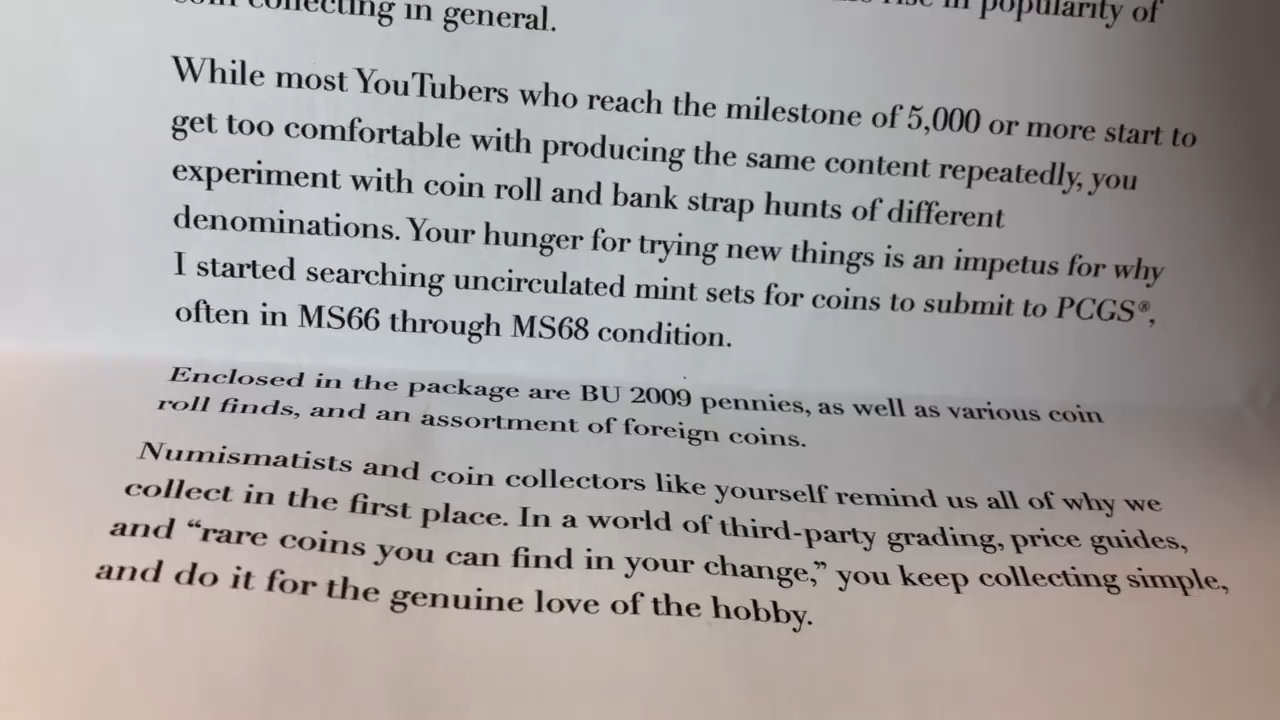 coin collecting in general. rise in popularity of
While most YouTubers who reach the milestone of 5,000 or more start to
get too comfortable with producing the same content repeatedly, you
experiment with coin roll and bank strap hunts of different
denominations. Your hunger for trying new things is an impetus for why
I started searching uncirculated mint sets for coins to submit to PCGS®,
often in MS66 through MS68 condition.
Enclosed in the package are BU 2009 pennies, as well as various coin
roll finds, and an assortment of foreign coins.
Numismatists and coin collectors like yourself remind us all of why we
collect in the first place. In a world of third-party grading, price guides,
and “rare coins you can find in your change,” you keep collecting simple,
and do it for the genuine love of the hobby.